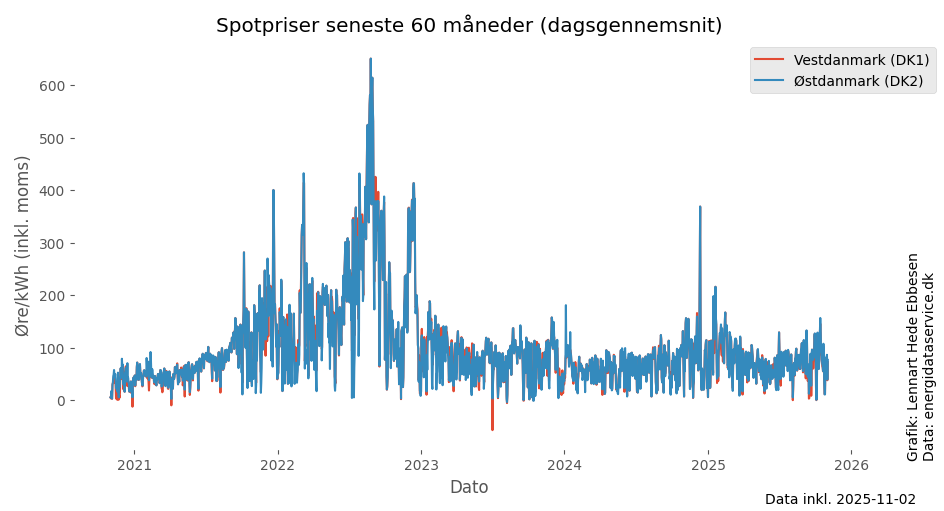 Spotpriser seneste 60 måneder (dagsgennemsnit)
Vestdanmark (DK1)
Østdanmark (DK2)
Øre/kWh (inkl. moms)
600
500
400
300
200
100
0
2021 2022 2023 2024 2025 2026
Dato
Grafik: Lennart Hede Ebbesen
Data: energidataservice.dk
Data inkl. 2025-11-02